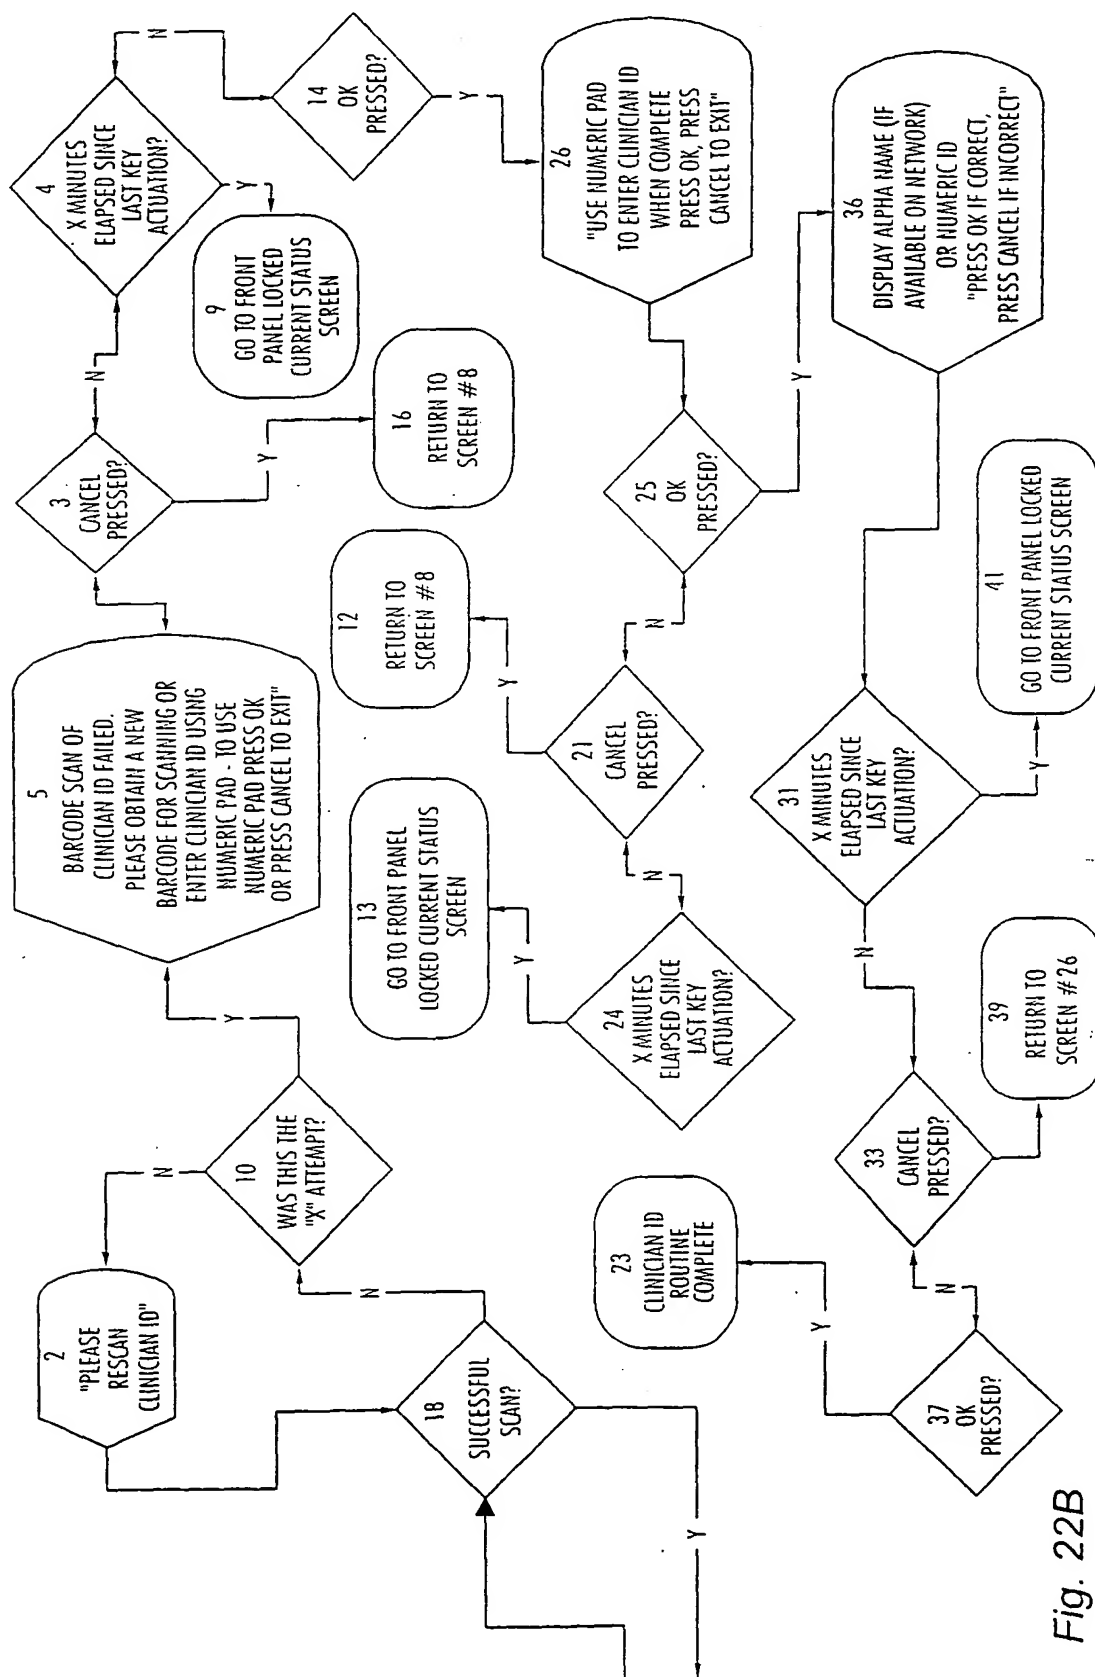 2
"PLEASE
RESCAN
CLINICIAN ID"
N
10
WAS THIS THE
"X" ATTEMPT?
Y
N
18
SUCCESSFUL
SCAN?
Y
5
BARCODE SCAN OF
CLINICIAN ID FAILED.
PLEASE OBTAIN A NEW
BARCODE FOR SCANNING OR
ENTER CLINICIAN ID USING
NUMERIC PAD - TO USE
NUMERIC PAD PRESS OK
OR PRESS CANCEL TO EXIT"
3
CANCEL
PRESSED?
N
Y
16
RETURN TO
SCREEN #8
4
X MINUTES
ELAPSED SINCE
LAST KEY
ACTUATION?
Y
9
GO TO FRONT
PANEL LOCKED
CURRENT STATUS
SCREEN
N
14
OK
PRESSED?
Y
26
"USE NUMERIC PAD
TO ENTER CLINICIAN ID
WHEN COMPLETE
PRESS OK, PRESS
CANCEL TO EXIT"
25
OK
PRESSED?
N
Y
21
CANCEL
PRESSED?
Y
12
RETURN TO
SCREEN #8
N
24
X MINUTES
ELAPSED SINCE
LAST KEY
ACTUATION?
Y
13
GO TO FRONT PANEL
LOCKED CURRENT STATUS
SCREEN
36
DISPLAY ALPHA NAME (IF
AVAILABLE ON NETWORK)
OR NUMERIC ID
"PRESS OK IF CORRECT,
PRESS CANCEL IF INCORRECT"
31
X MINUTES
ELAPSED SINCE
LAST KEY
ACTUATION?
Y
41
GO TO FRONT PANEL LOCKED
CURRENT STATUS SCREEN
N
33
CANCEL
PRESSED?
39
RETURN TO
SCREEN #26
N
37
OK
PRESSED?
Y
23
CLINICIAN ID
ROUTINE
COMPLETE
Fig. 22B